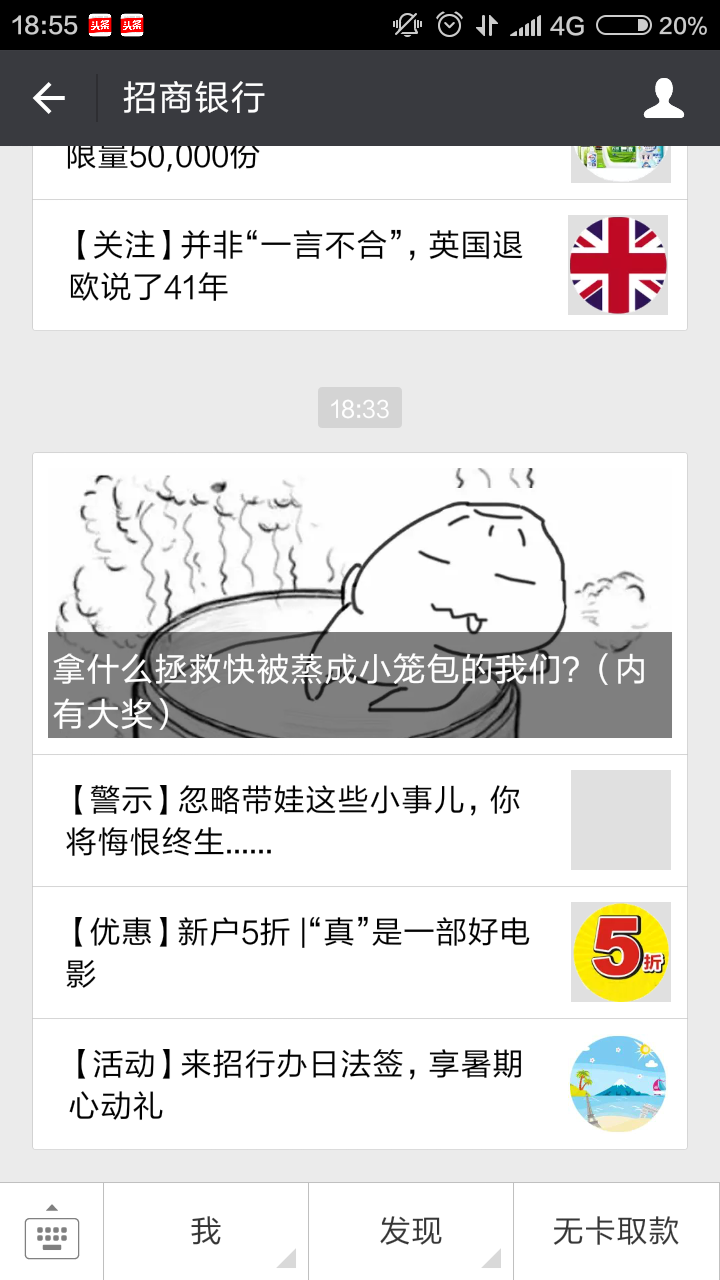 18:55 头条 头条 4G 20%
招商银行
限量50,000份
【关注】并非“一言不合”，英国退
欧说了41年
18:33
拿什么拯救快被蒸成小笼包的我们？（内
有大奖）
【警示】忽略带娃这些小事儿，你
将悔恨终生......
【优惠】新户5折 |“真”是一部好电
影
5折
【活动】来招行办日法签，享暑期
心动礼
我
发现
无卡取款